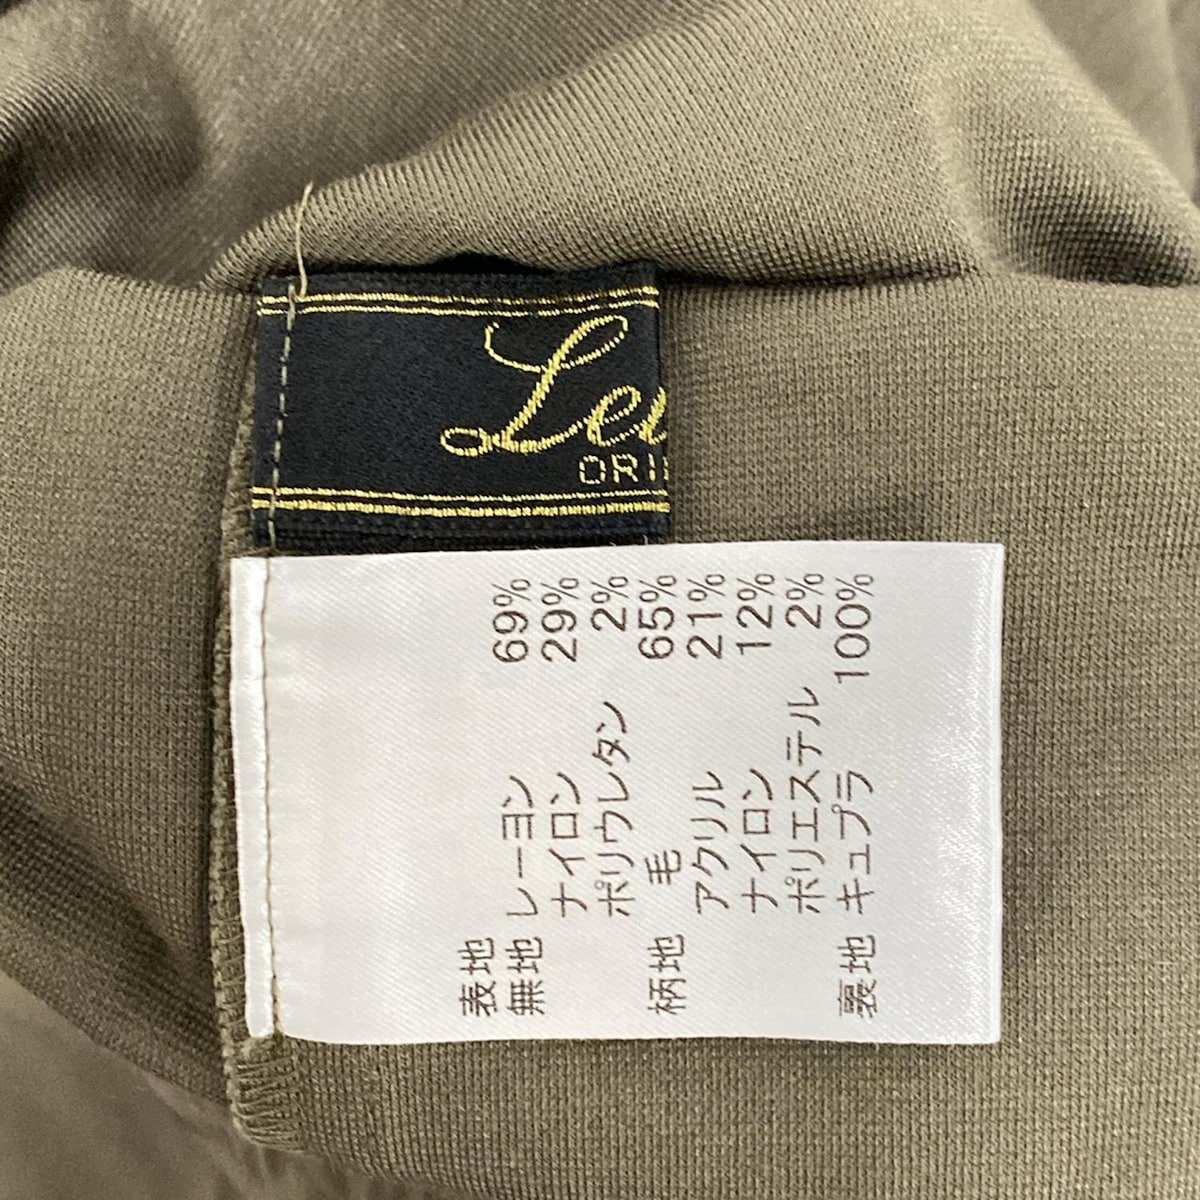 Leu
ORI
表地
無地 レーヨン 69%
ナイロン 29%
ポリウレタン 2%
柄地 毛 65%
アクリル 21%
ナイロン 12%
ポリエステル 2%
裏地 キュプラ 100%